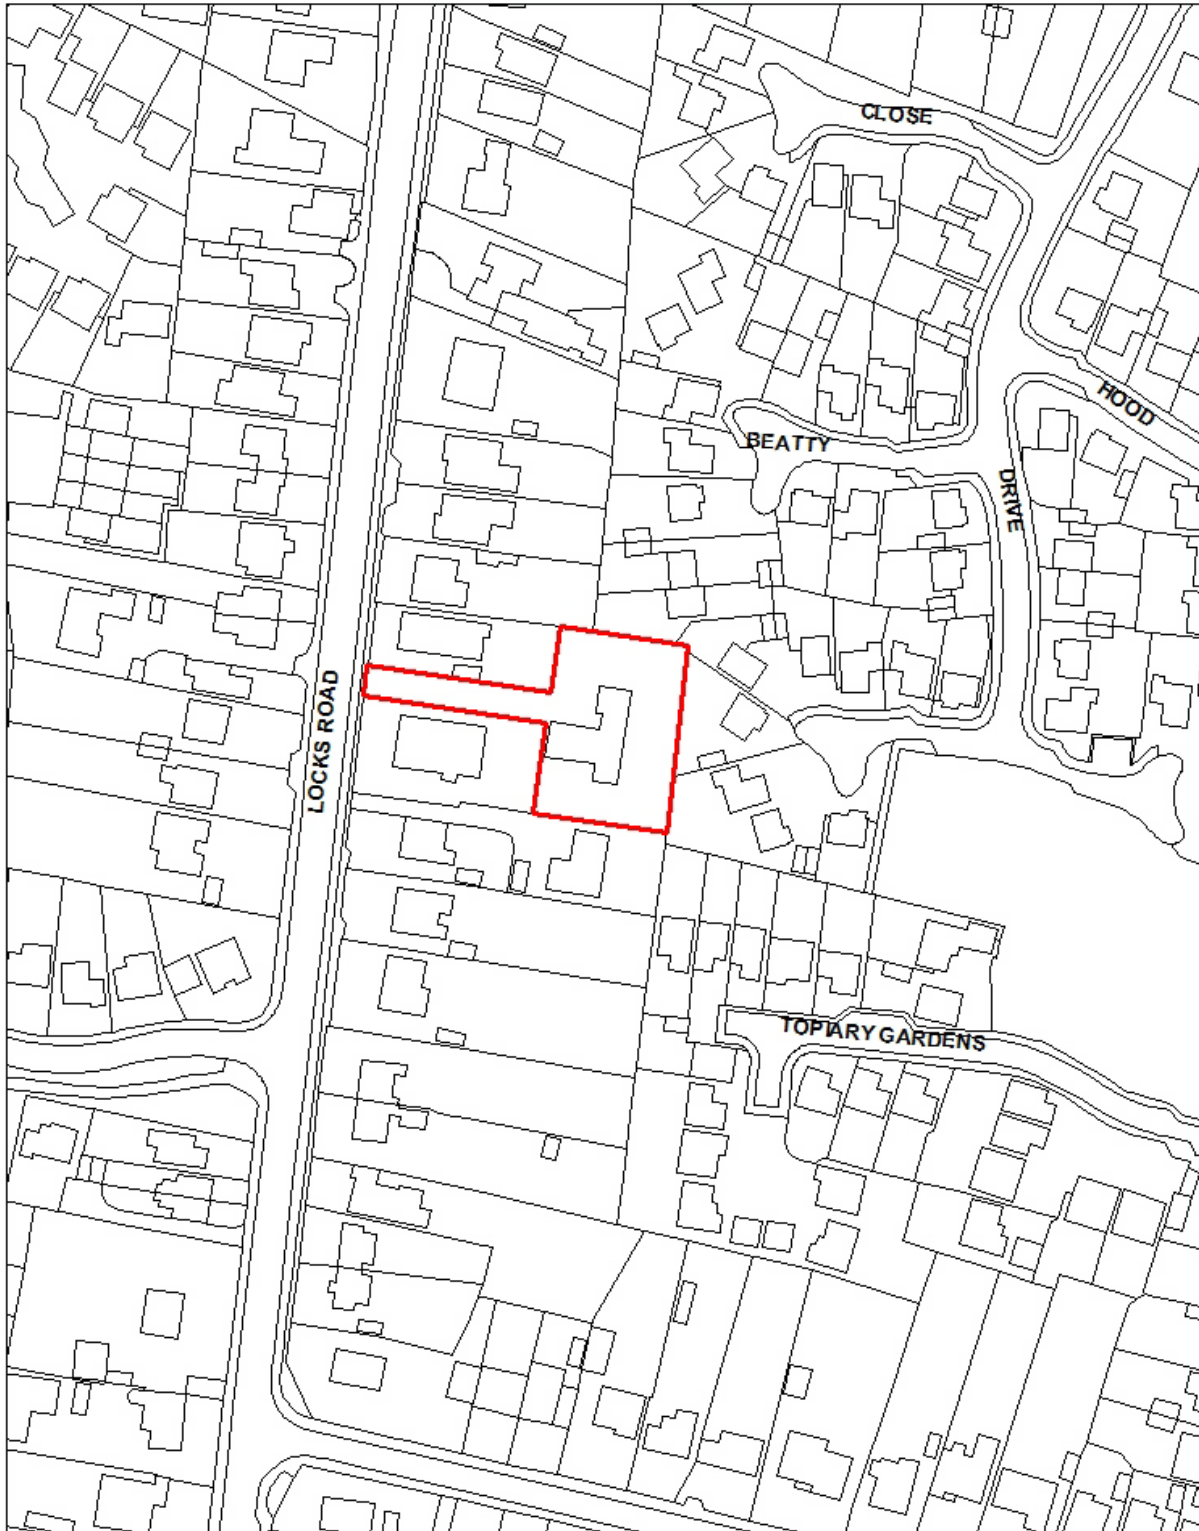 CLOSE
HOOD
BEATTY
DRIVE
LOCKS ROAD
TOPIARY GARDENS